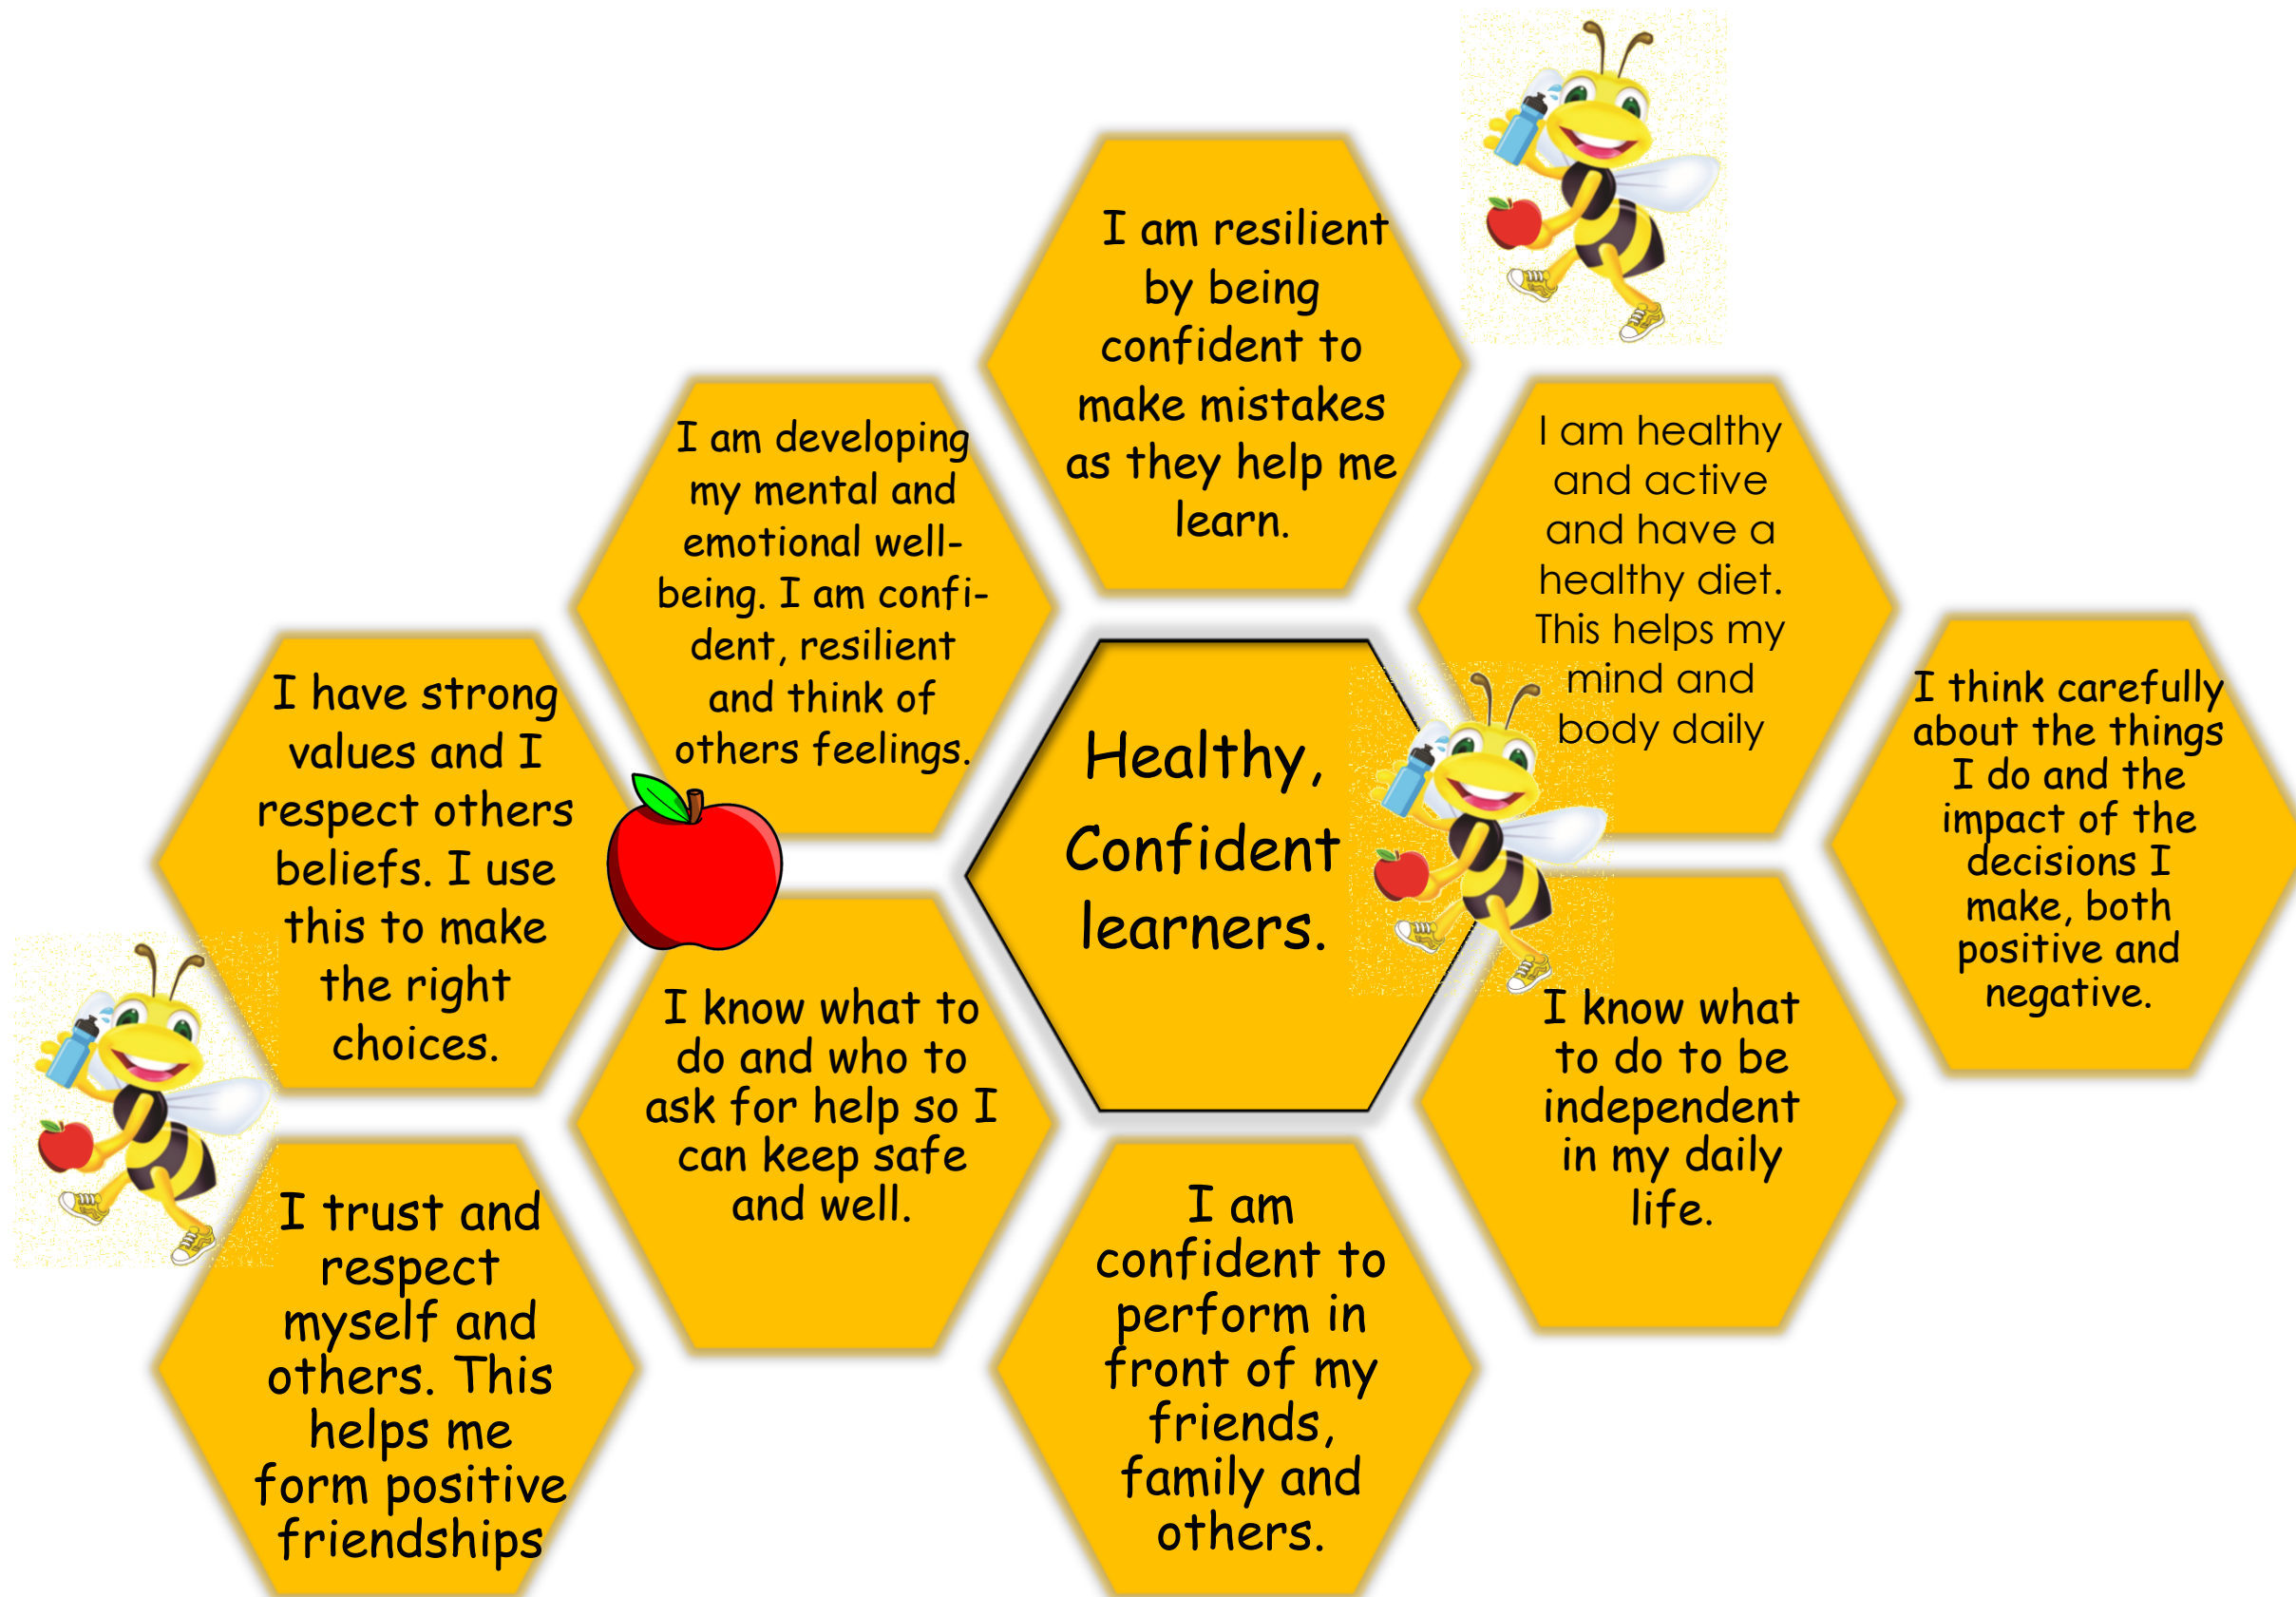 I am resilient
by being
confident to
make mistakes
as they help me
learn.
I am developing
my mental and
emotional well-
being. I am confi-
dent, resilient
and think of
others feelings.
I am healthy
and active
and have a
healthy diet.
This helps my
mind and
body daily
I have strong
values and I
respect others
beliefs. I use
this to make
the right
choices.
Healthy,
Confident
learners.
I think carefully
about the things
I do and the
impact of the
decisions I
make, both
positive and
negative.
I know what to
do and who to
ask for help so I
can keep safe
and well.
I know what
to do to be
independent
in my daily
life.
I trust and
respect
myself and
others. This
helps me
form positive
friendships
I am
confident to
perform in
front of my
friends,
family and
others.